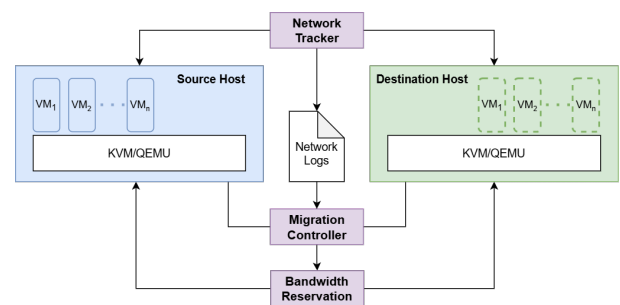 Network
Tracker
Source Host
Destination Host
VM1 VM2 VMn
VM1 VM2 VMn
KVM/QEMU
Network
Logs
KVM/QEMU
Migration
Controller
Bandwidth
Reservation